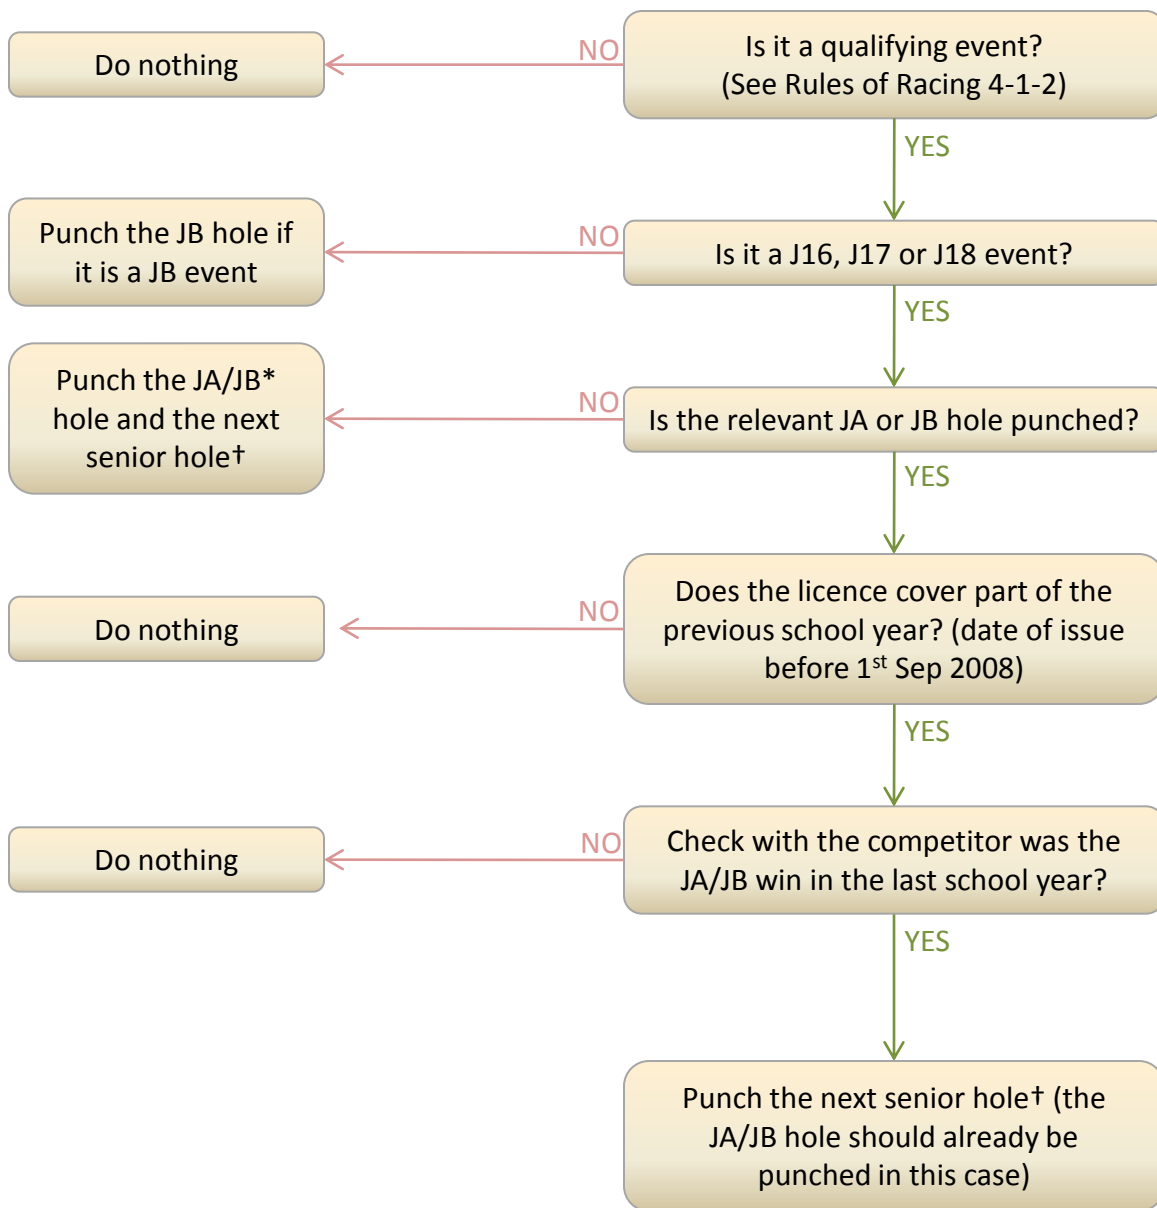 Is it a qualifying event?
(See Rules of Racing 4-1-2)
NO
Do nothing
YES
Is it a J16, J17 or J18 event?
NO
Punch the JB hole if
it is a JB event
YES
Is the relevant JA or JB hole punched?
NO
Punch the JA/JB*
hole and the next
senior hole†
YES
Does the licence cover part of the
previous school year? (date of issue
before 1st Sep 2008)
NO
Do nothing
YES
Check with the competitor was the
JA/JB win in the last school year?
NO
Do nothing
YES
Punch the next senior hole† (the
JA/JB hole should already be
punched in this case)